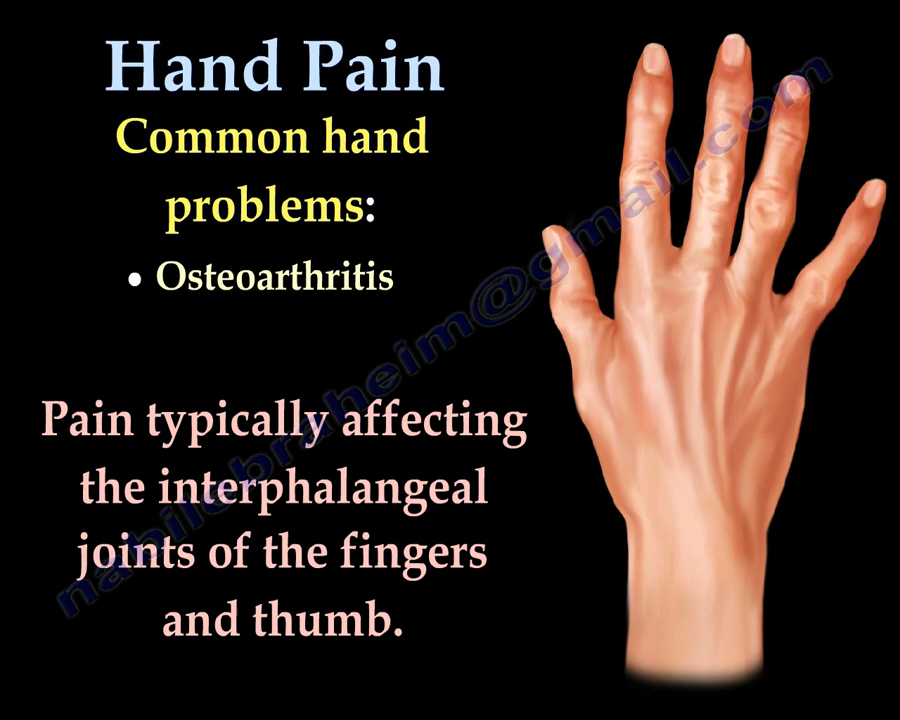 Hand Pain
Common hand
problems:
• Osteoarthritis
Pain typically affecting
the interphalangeal
joints of the fingers
and thumb.
nabilebraheim@gmail.com